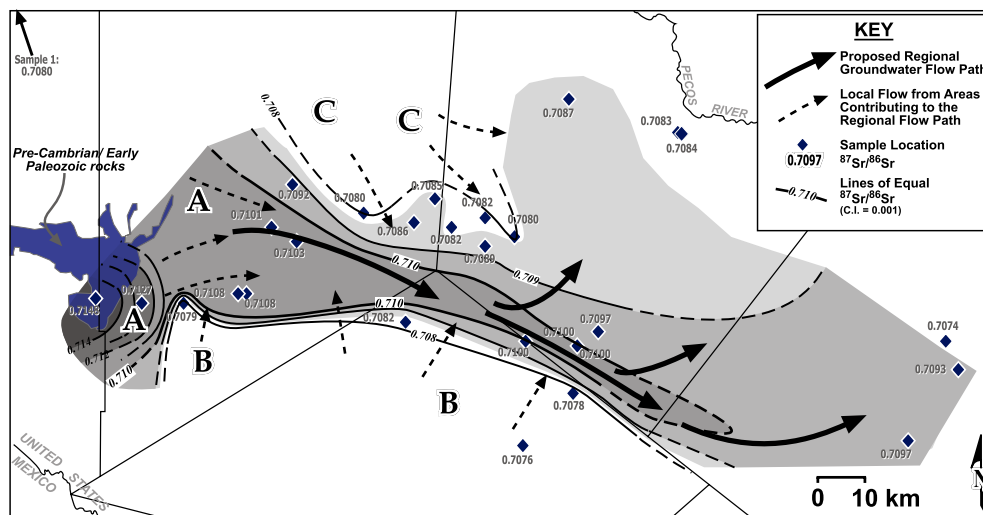 Sample 1:
0.7080
Pre-Cambrian/ Early
Paleozoic rocks
0.708
C
C
A
A
B
B
0.7092
0.7080
0.7085
0.7082
0.7080
0.7086
0.7082
0.7080
0.7101
0.7103
0.7087
0.7083
0.7084
PECOS
RIVER
0.710
0.709
0.7127
0.7148
0.7079
0.7108
0.7108
0.710
0.7082
0.708
0.714
0.712
0.710
0.7097
0.7100
0.7100
0.7100
0.7078
0.7076
0.7074
0.7093
0.7097
UNITED STATES
MEXICO
KEY
Proposed Regional
Groundwater Flow Path
Local Flow from Areas
Contributing to the
Regional Flow Path
Sample Location
0.7097 87Sr/86Sr
Lines of Equal
0.710 87Sr/86Sr
(C.I. = 0.001)
0 10 km
N